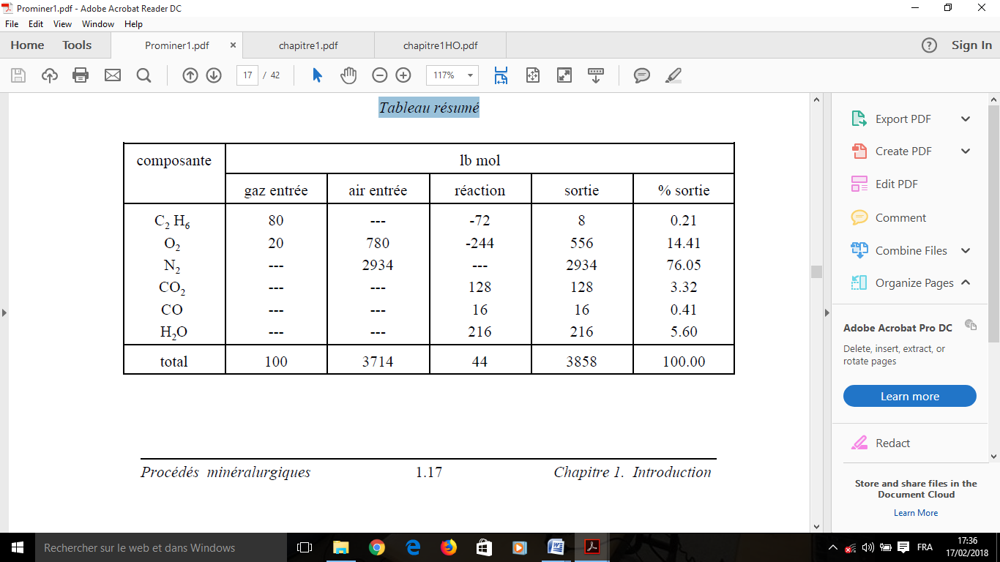 Prominer1.pdf - Adobe Acrobat Reader DC
File Edit View Window Help
Home Tools Prominer1.pdf × chapitre1.pdf chapitre1HO.pdf ? Sign In
17 / 42 117%
Tableau résumé
composante lb mol
gaz entrée air entrée réaction sortie % sortie
C2 H6 80 --- -72 8 0.21
O2 20 780 -244 556 14.41
N2 --- 2934 --- 2934 76.05
CO2 --- --- 128 128 3.32
CO --- --- 16 16 0.41
H2O --- --- 216 216 5.60
total 100 3714 44 3858 100.00
Procédés minéralurgiques 1.17 Chapitre 1. Introduction
Export PDF
Create PDF
Edit PDF
Comment
Combine Files
Organize Pages
Adobe Acrobat Pro DC
Delete, insert, extract, or
rotate pages
Learn more
Redact
Store and share files in the
Document Cloud
Learn More
Rechercher sur le web et dans Windows
FRA
17:36
17/02/2018